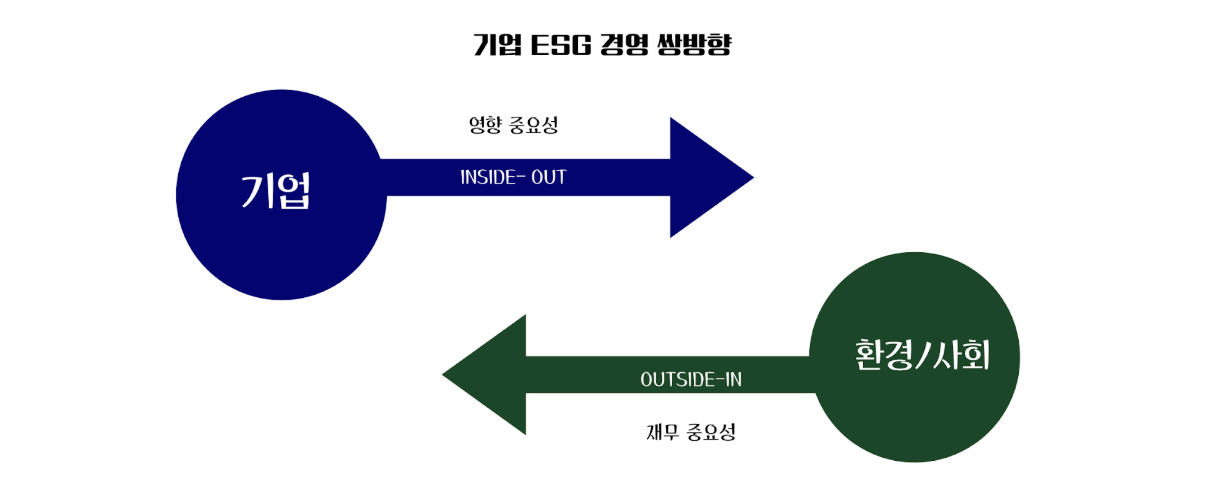 기업 ESG 경영 쌍방향
영향 중요성
INSIDE- OUT
기업
환경/사회
OUTSIDE-IN
재무 중요성